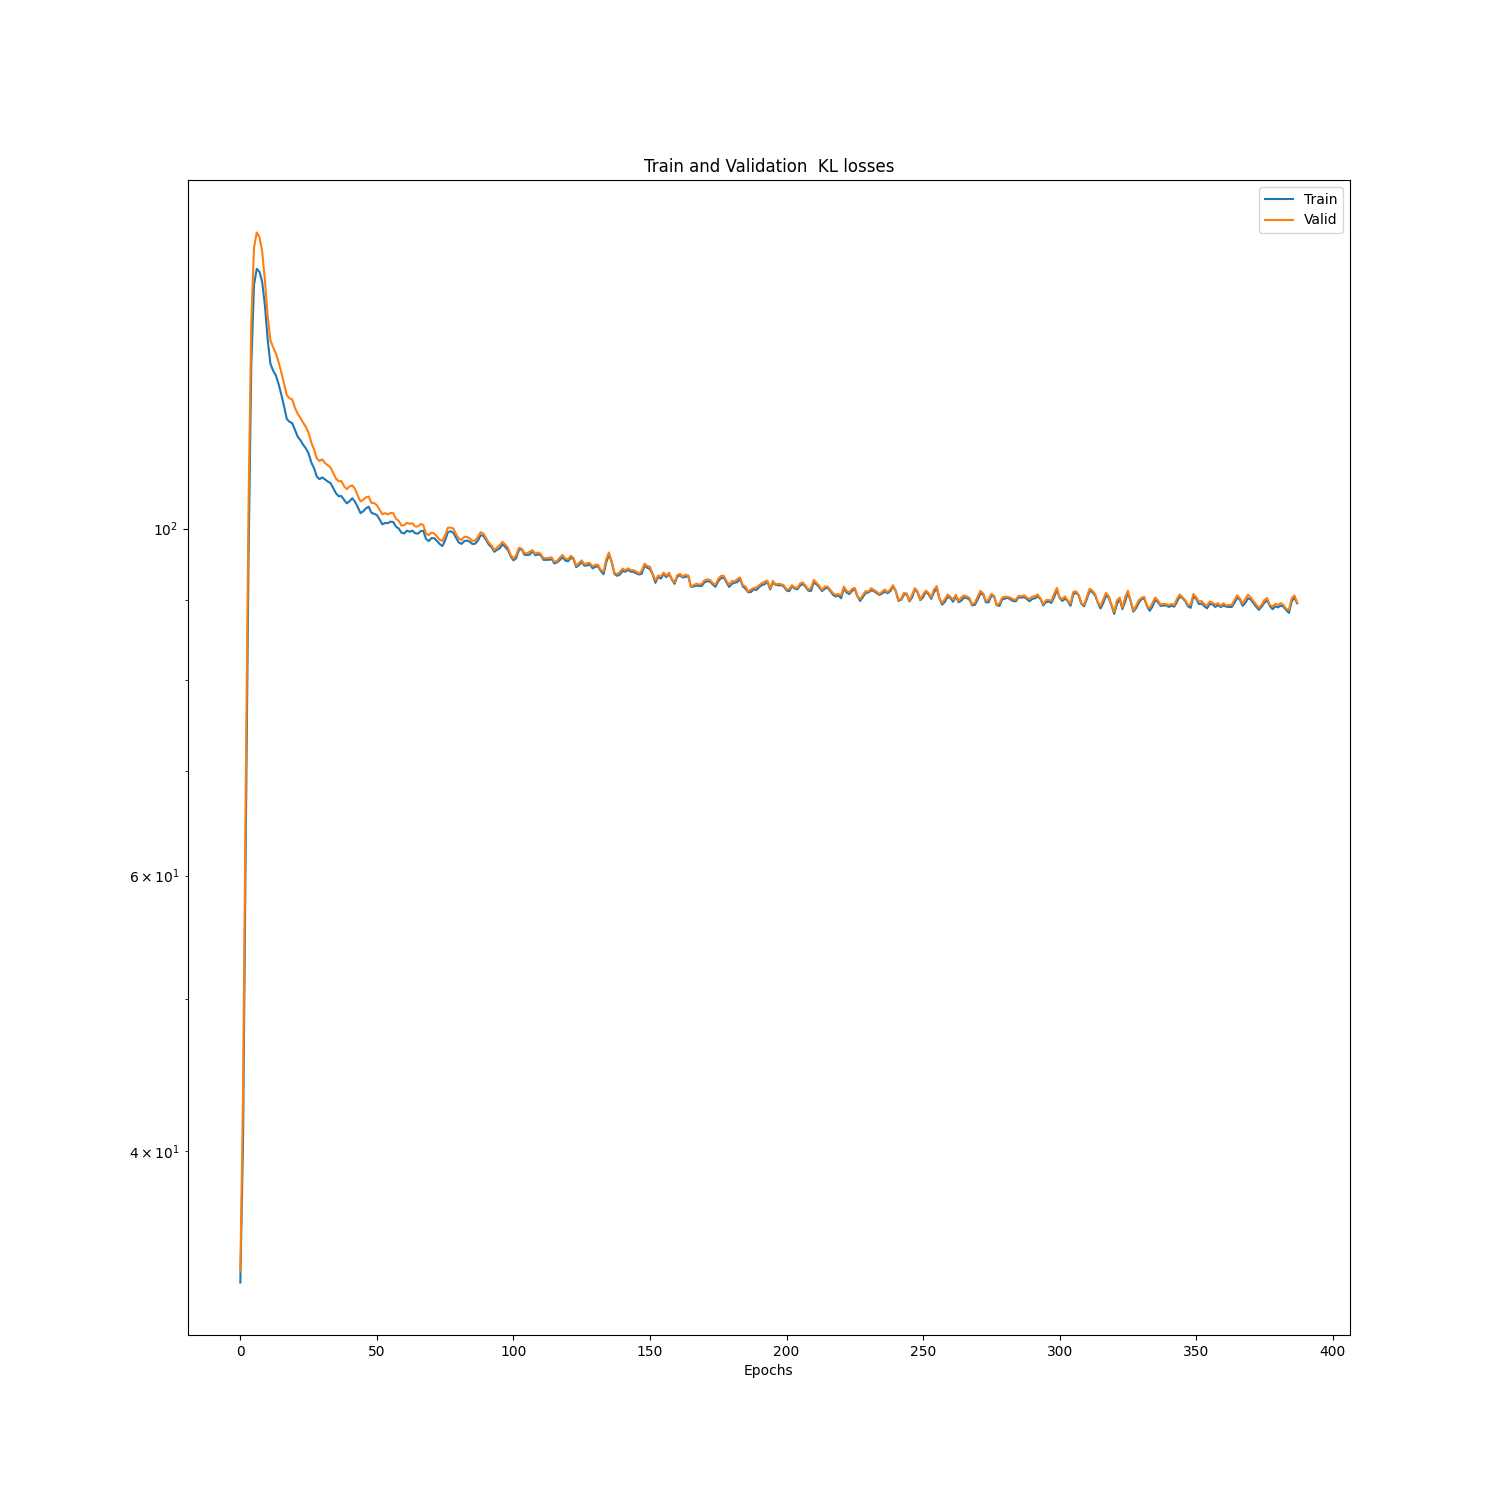 Train and Validation  KL losses
Train
Valid
10²
6 × 10¹
4 × 10¹
0 50 100 150 200 250 300 350 400
Epochs